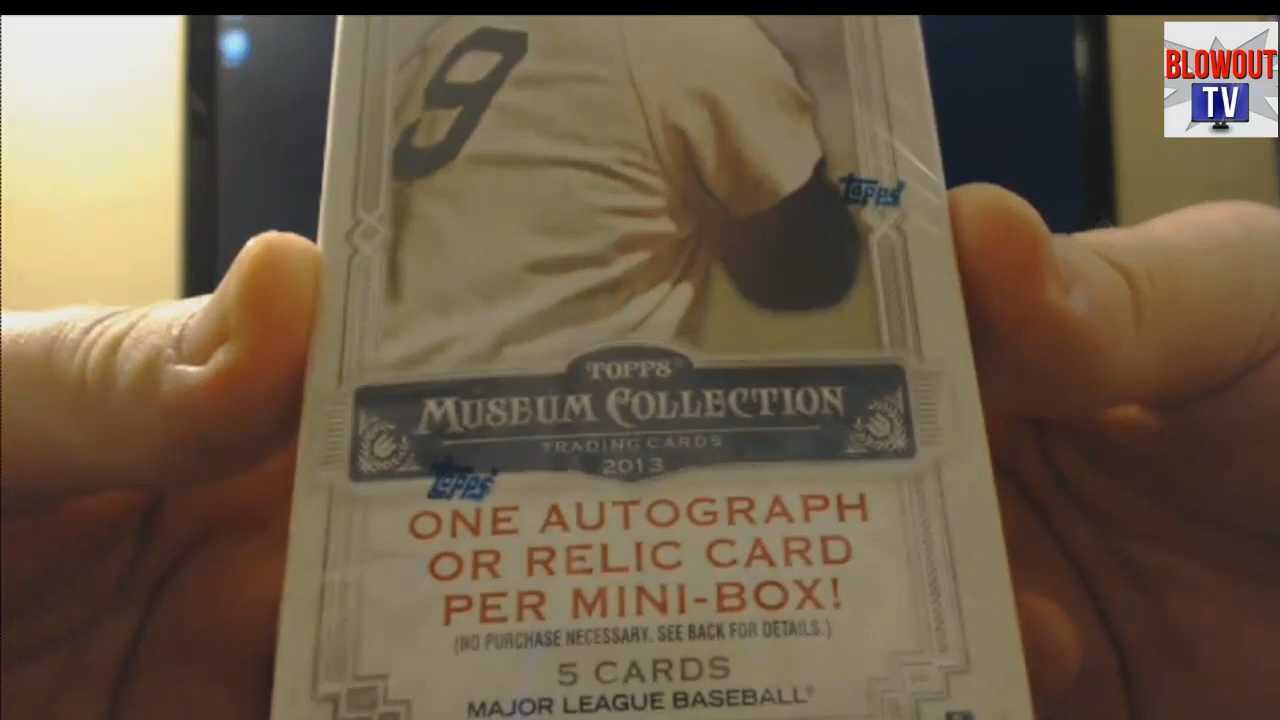 BLOWOUT
TV
9
Topps
TOPPS
MUSEUM COLLECTION
TRADING CARDS
2013
Topps
ONE AUTOGRAPH
OR RELIC CARD
PER MINI-BOX!
(NO PURCHASE NECESSARY. SEE BACK FOR DETAILS.)
5 CARDS
MAJOR LEAGUE BASEBALL®